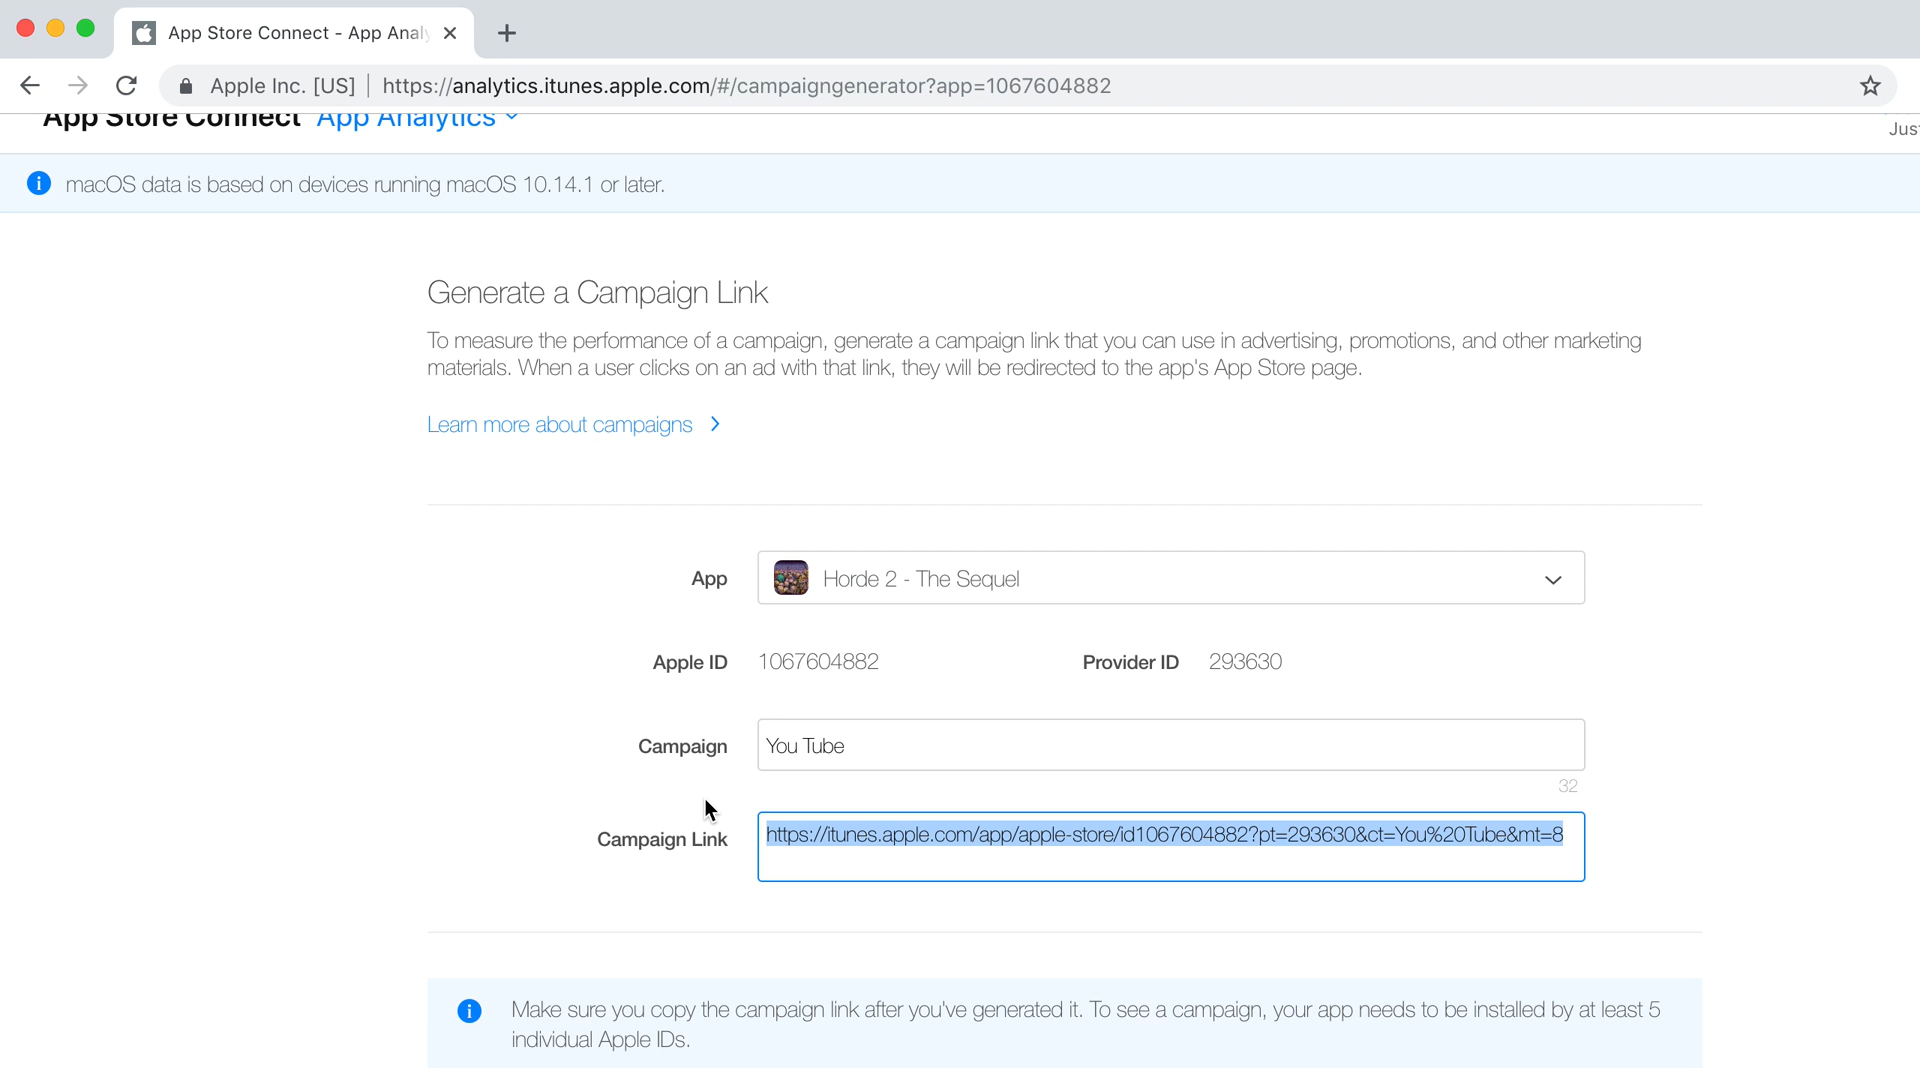 App Store Connect - App Analy
Apple Inc. [US] | https://analytics.itunes.apple.com/#/campaigngenerator?app=1067604882
App Store Connect App Analytics
Jus
macOS data is based on devices running macOS 10.14.1 or later.
Generate a Campaign Link
To measure the performance of a campaign, generate a campaign link that you can use in advertising, promotions, and other marketing
materials. When a user clicks on an ad with that link, they will be redirected to the app's App Store page.
Learn more about campaigns
App Horde 2 - The Sequel
Apple ID 1067604882 Provider ID 293630
Campaign You Tube
32
Campaign Link https://itunes.apple.com/app/apple-store/id1067604882?pt=293630&ct=You%20Tube&mt=8
Make sure you copy the campaign link after you've generated it. To see a campaign, your app needs to be installed by at least 5
individual Apple IDs.